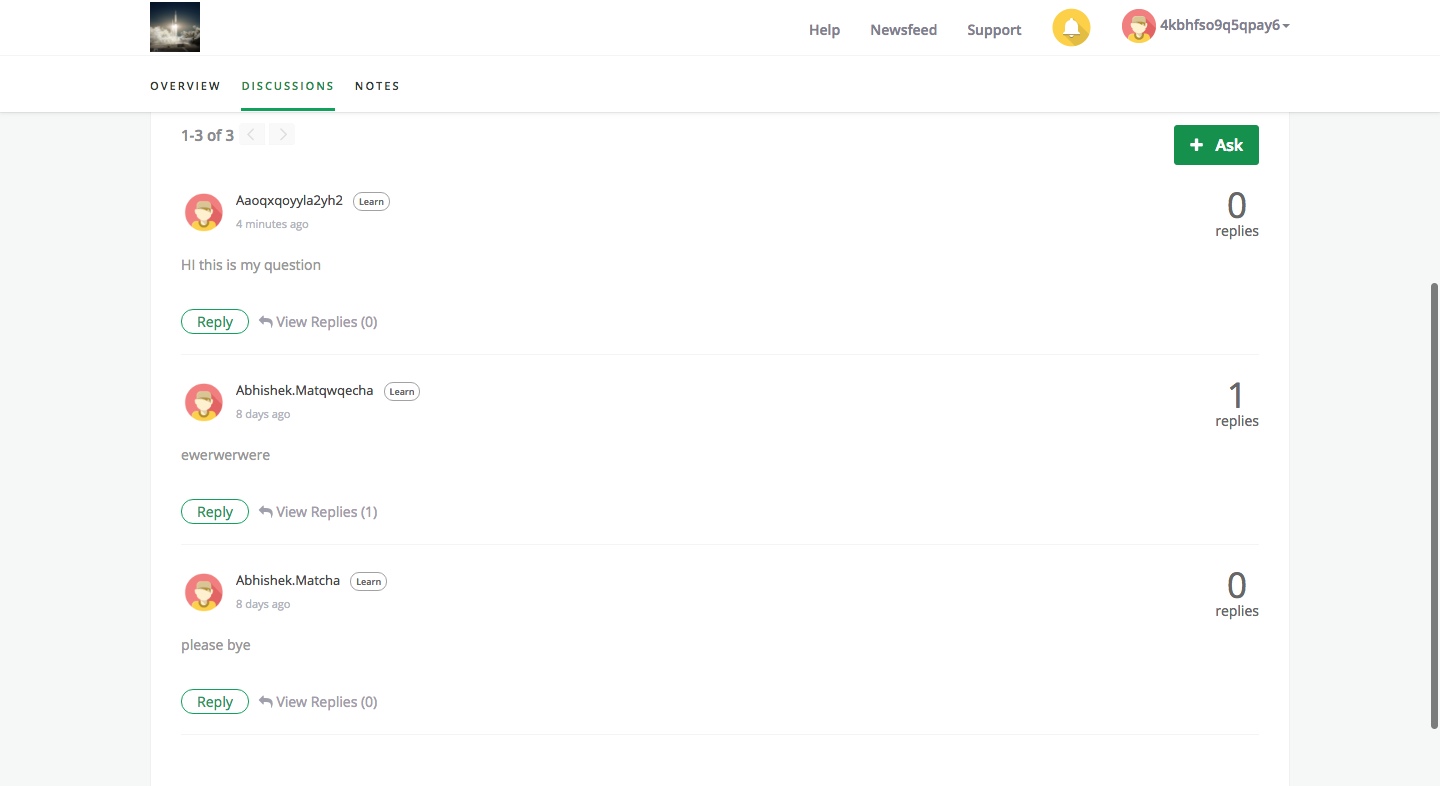 Help Newsfeed Support 4kbhfso9q5qpay6
OVERVIEW DISCUSSIONS NOTES
1-3 of 3
+ Ask
Aaoqxqoyyla2yh2 Learn
4 minutes ago
0
replies
HI this is my question
Reply View Replies (0)
Abhishek.Matqwqecha Learn
8 days ago
1
replies
ewerwerwere
Reply View Replies (1)
Abhishek.Matcha Learn
8 days ago
0
replies
please bye
Reply View Replies (0)